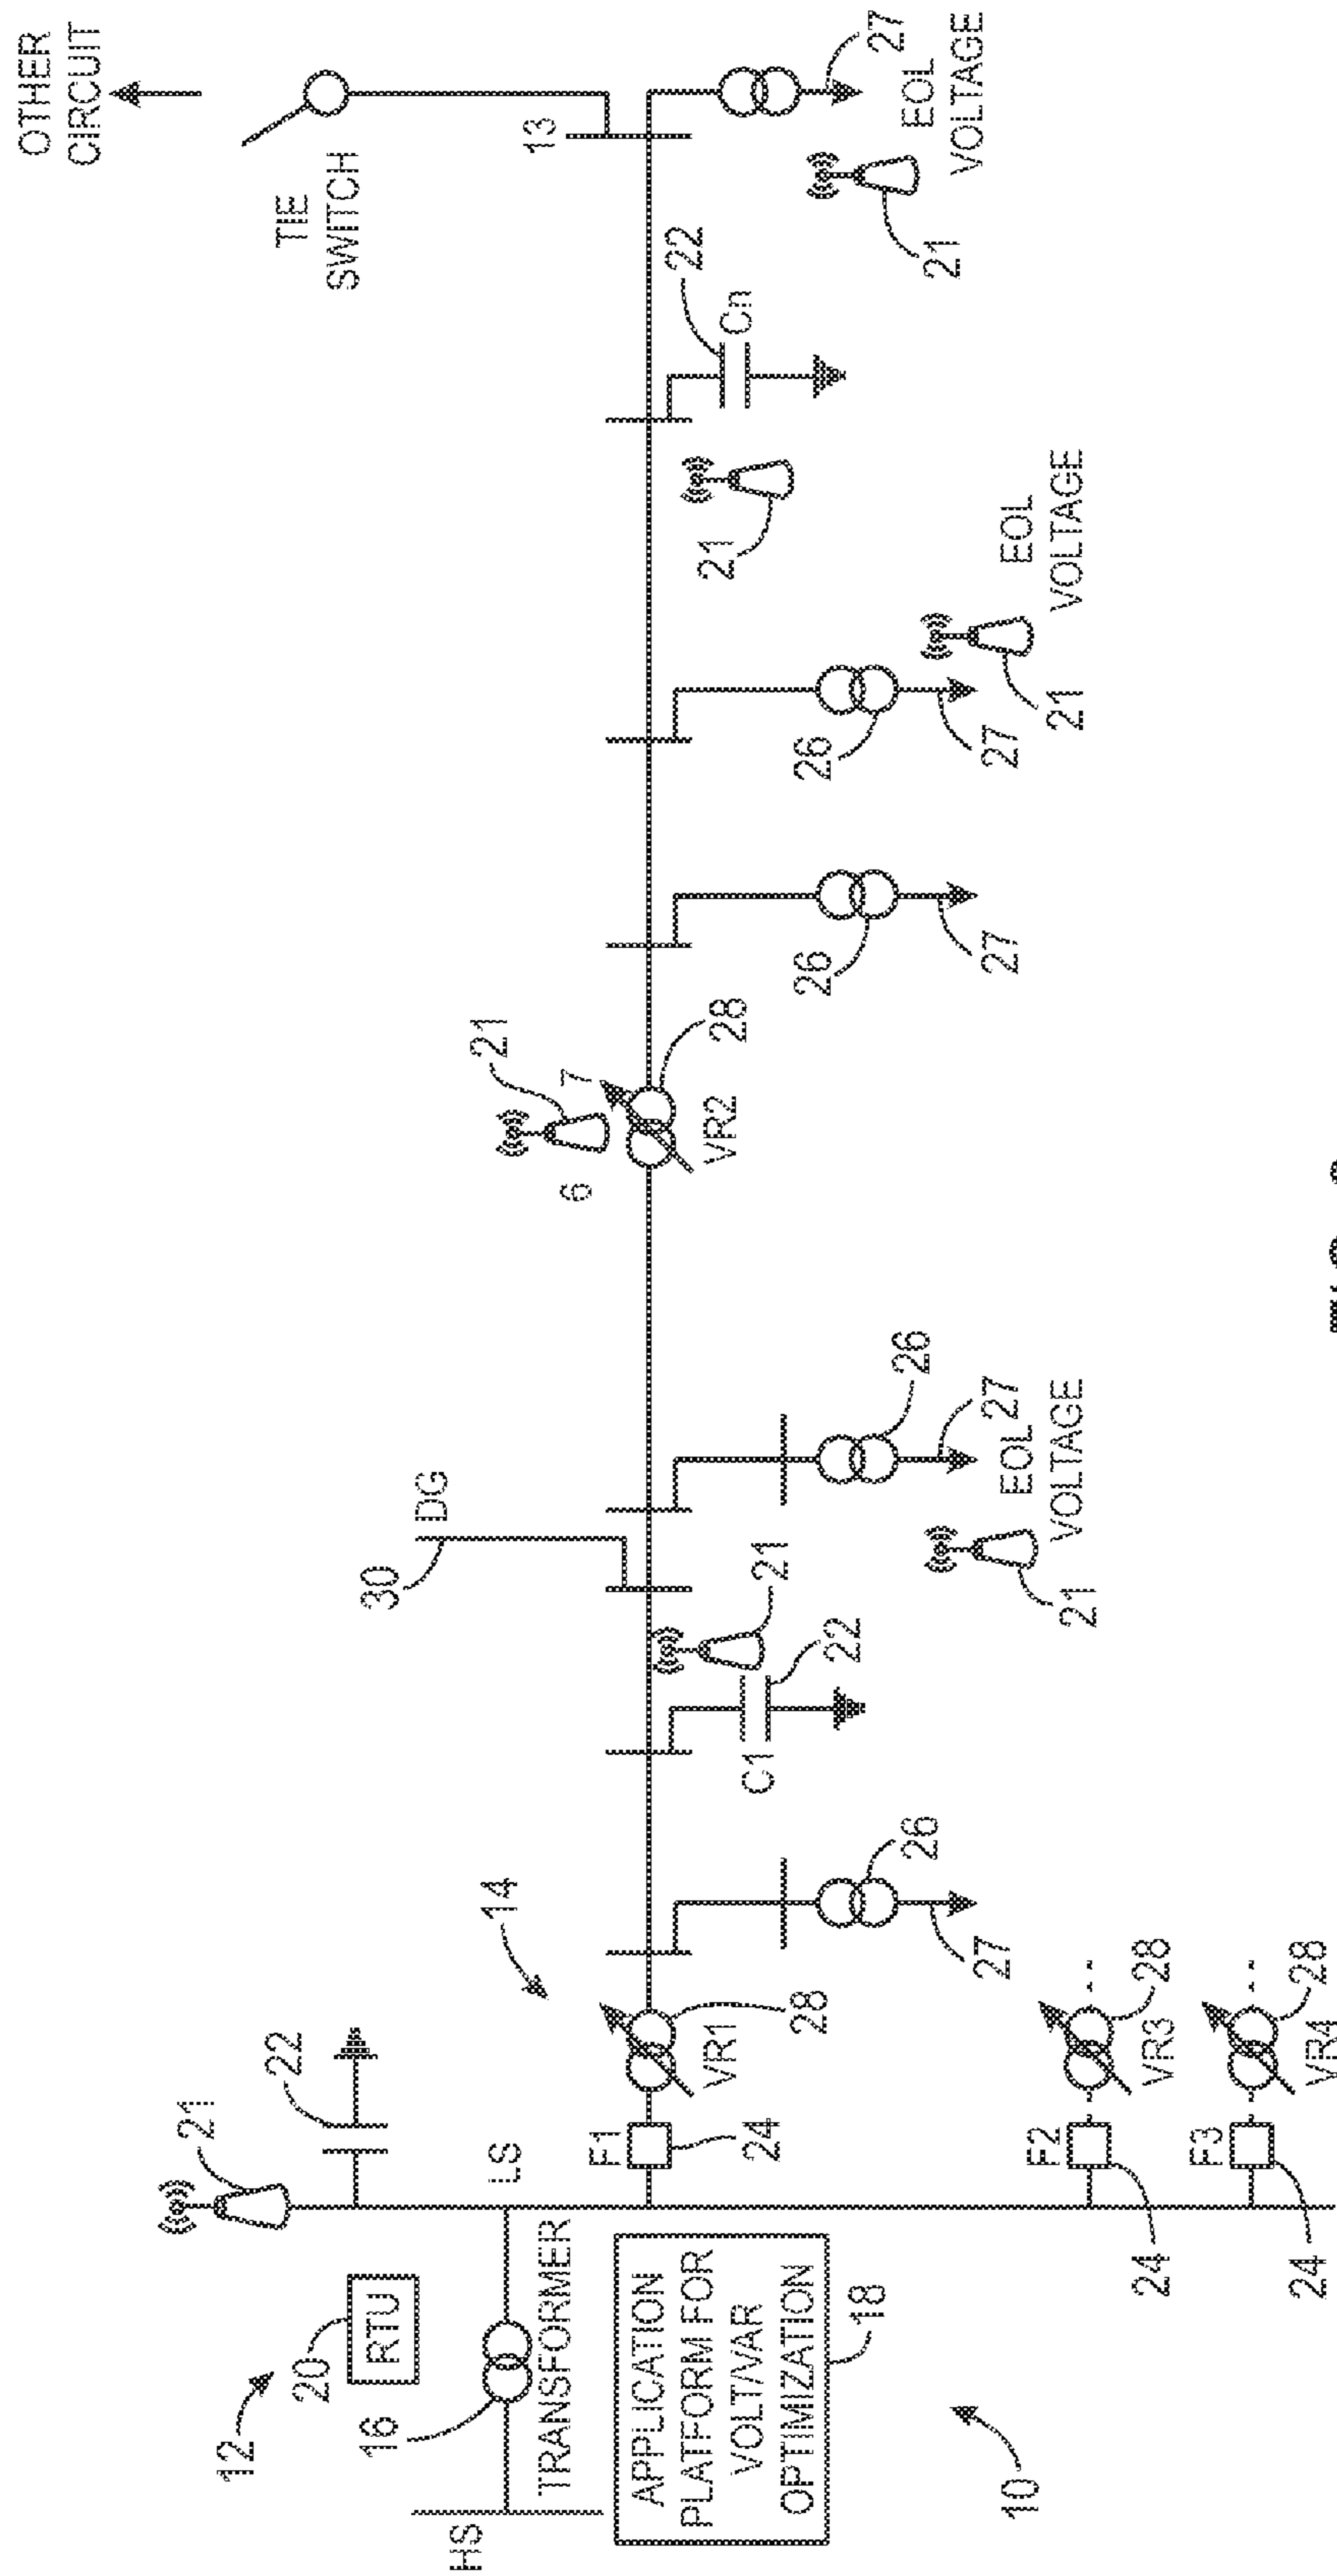 OTHER
CIRCUIT
TIE
SWITCH
13
27
EOL
VOLTAGE
21
22
Cn
21
EOL
VOLTAGE
21
26
27
26
27
21
7
6
28
VR2
DG
30
26
27
EOL
VOLTAGE
21
21
22
C1
14
26
27
28
VR1
F1
24
22
21
LS
28
VR3
F2
24
28
VR4
F3
24
12
20
RTU
16
TRANSFORMER
HS
APPLICATION
PLATFORM FOR
VOLT/VAR
OPTIMIZATION
18
10